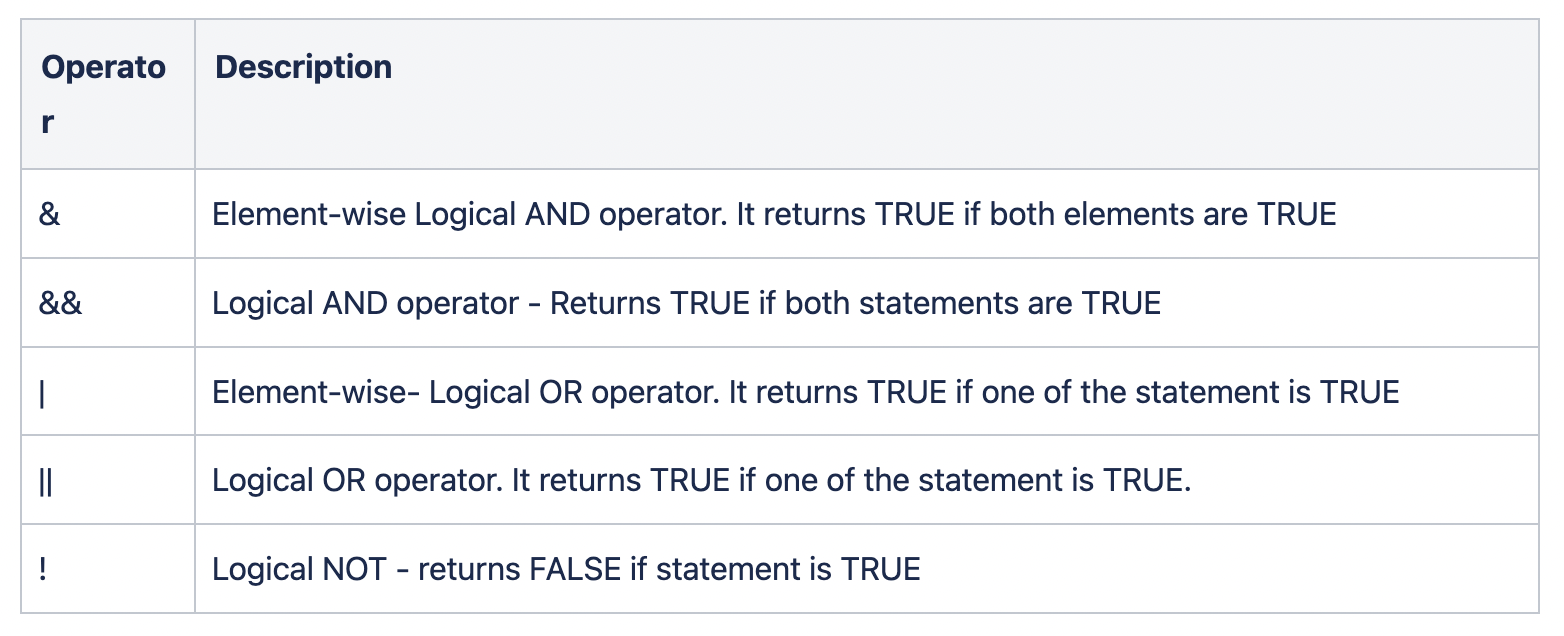 Operato
r
Description
&
Element-wise Logical AND operator. It returns TRUE if both elements are TRUE
&&
Logical AND operator - Returns TRUE if both statements are TRUE
|
Element-wise- Logical OR operator. It returns TRUE if one of the statement is TRUE
||
Logical OR operator. It returns TRUE if one of the statement is TRUE.
!
Logical NOT - returns FALSE if statement is TRUE